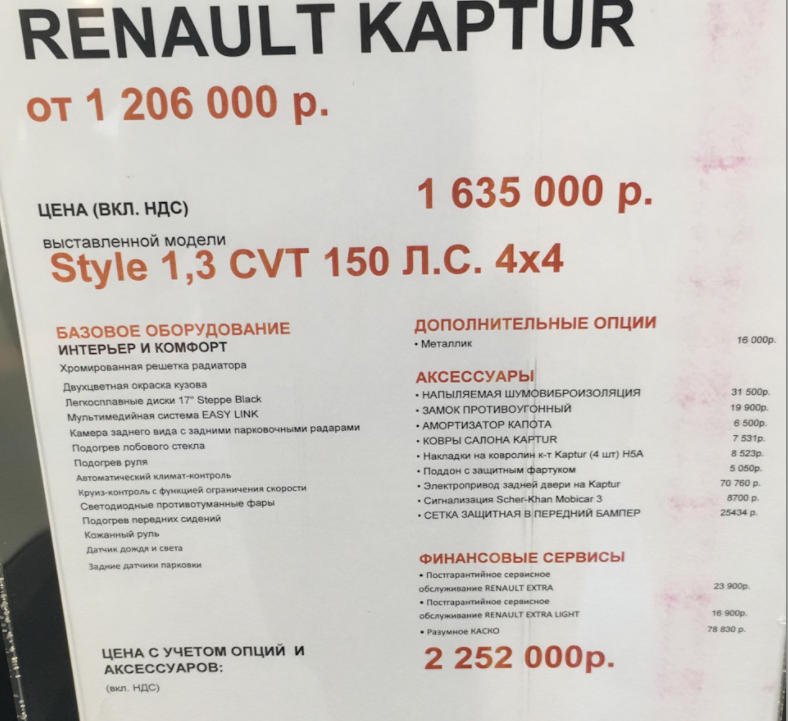 RENAULT KAPTUR
от 1 206 000 р.
ЦЕНА (ВКЛ. НДС)
1 635 000 р.
выставленной модели
Style 1,3 CVT 150 Л.С. 4х4
БАЗОВОЕ ОБОРУДОВАНИЕ
ИНТЕРЬЕР И КОМФОРТ
Хромированная решетка радиатора
Двухцветная окраска кузова
Легкосплавные диски 17" Steppe Black
Мультимедийная система EASY LINK
Камера заднего вида с задними парковочными радарами
Подогрев лобового стекла
Подогрев руля
Автоматический климат-контроль
Круиз-контроль с функцией ограничения скорости
Светодиодные противотуманные фары
Подогрев передних сидений
Кожанный руль
Датчик дождя и света
Задние датчики парковки
ДОПОЛНИТЕЛЬНЫЕ ОПЦИИ
• Металлик 16 000р.
АКСЕССУАРЫ
• НАПЫЛЯЕМАЯ ШУМОВИБРОИЗОЛЯЦИЯ 31 500р.
• ЗАМОК ПРОТИВОУГОННЫЙ 19 900р.
• АМОРТИЗАТОР КАПОТА 6 500р.
• КОВРЫ САЛОНА KAPTUR 7 531р.
• Накладки на ковролин к-т Kaptur (4 шт) H5A 8 523р.
• Поддон с защитным фартуком 5 050р.
• Электропривод задней двери на Kaptur 70 760 р.
• Сигнализация Scher-Khan Mobicar 3 8700 р.
• СЕТКА ЗАЩИТНАЯ В ПЕРЕДНИЙ БАМПЕР 25434 р.
ФИНАНСОВЫЕ СЕРВИСЫ
• Постгарантийное сервисное
обслуживание RENAULT EXTRA 23 900р.
• Постгарантийное сервисное
обслуживание RENAULT EXTRA LIGHT 16 900р.
• Разумное КАСКО 78 830 р.
ЦЕНА С УЧЕТОМ ОПЦИЙ И
АКСЕССУАРОВ:
(вкл. НДС)
2 252 000р.